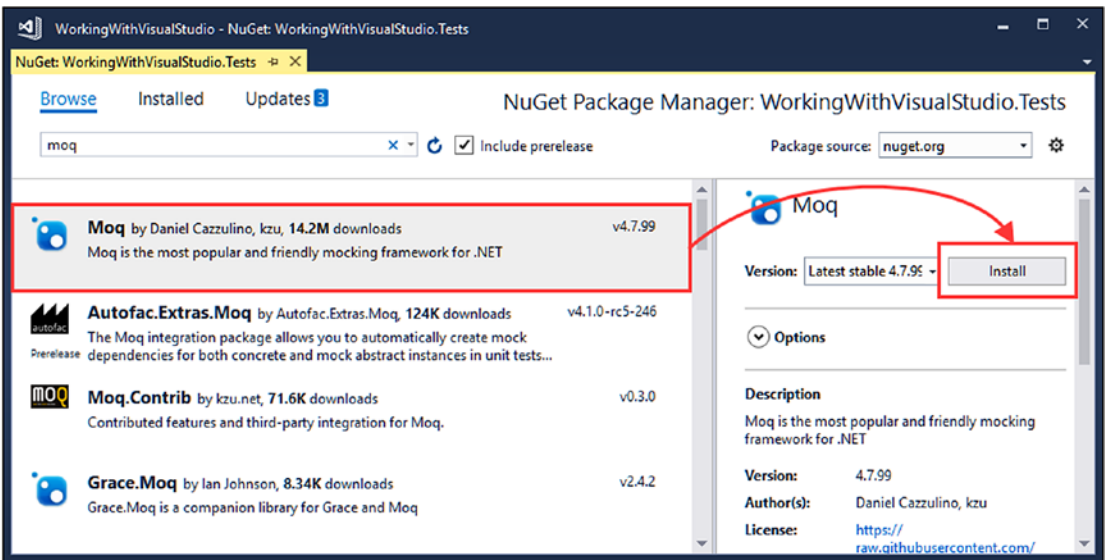 WorkingWithVisualStudio - NuGet: WorkingWithVisualStudio.Tests
NuGet: WorkingWithVisualStudio.Tests
Browse Installed Updates 3
NuGet Package Manager: WorkingWithVisualStudio.Tests
moq
Include prerelease
Package source: nuget.org
Moq by Daniel Cazzulino, kzu, 14.2M downloads v4.7.99
Moq is the most popular and friendly mocking framework for .NET
autofac
Prerelease
Autofac.Extras.Moq by Autofac.Extras.Moq, 124K downloads v4.1.0-rc5-246
The Moq integration package allows you to automatically create mock
dependencies for both concrete and mock abstract instances in unit tests...
MOQ
Moq.Contrib by kzu.net, 71.6K downloads v0.3.0
Contributed features and third-party integration for Moq.
Grace.Moq by Ian Johnson, 8.34K downloads v2.4.2
Grace.Moq is a companion library for Grace and Moq
Moq
Version: Latest stable 4.7.99 Install
Options
Description
Moq is the most popular and friendly mocking
framework for .NET
Version: 4.7.99
Author(s): Daniel Cazzulino, kzu
License: https://
raw.githubusercontent.com/